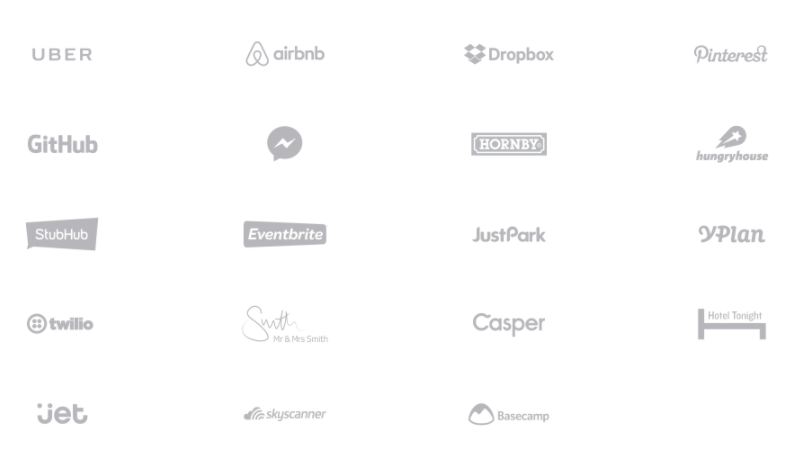 UBER
airbnb
Dropbox
Pinterest
GitHub
HORNBY
hungryhouse
StubHub
Eventbrite
JustPark
YPlan
twilio
Smith
Mr & Mrs Smith
Casper
Hotel Tonight
jet
skyscanner
Basecamp